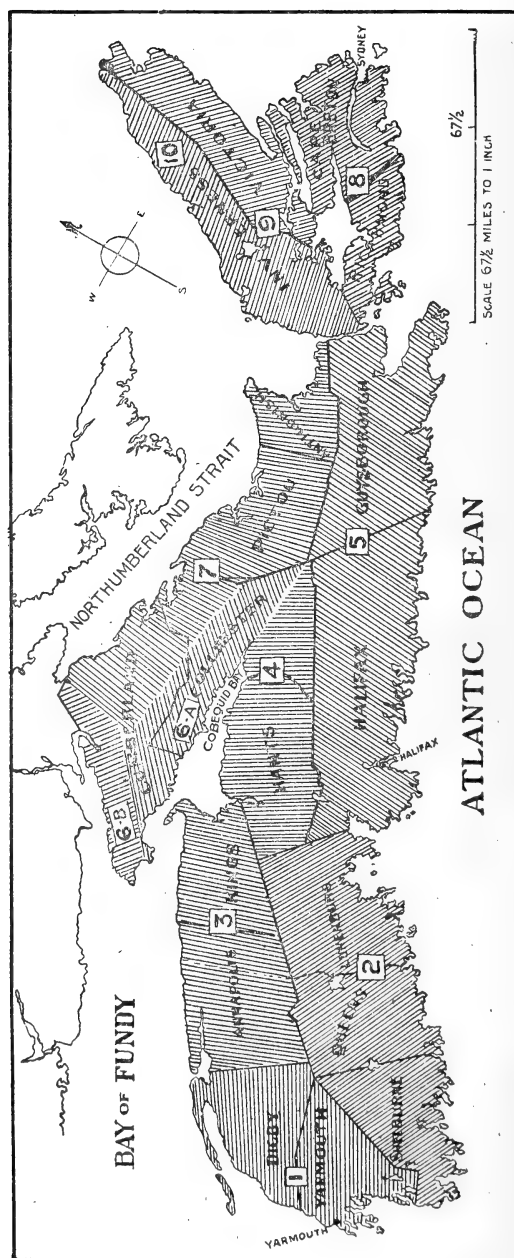 BAY OF FUNDY
NORTHUMBERLAND STRAIT
ATLANTIC OCEAN
N
E
S
W
10
INVERNESS
VICTORIA
9
CAPE BRETON
SYDNEY
8
RICHMOND
7
CUMBERLAND
6-B
6-A
COLCHESTER
COBEQUID BAY
PICTOU
ANTIGONISH
GUYSBOROUGH
5
4
HANTS
HALIFAX
HALIFAX
3
KINGS
ANNAPOLIS
LUNENBURG
2
QUEENS
DIGBY
1
YARMOUTH
SHELBURNE
YARMOUTH
67½
SCALE 67½ MILES TO 1 INCH